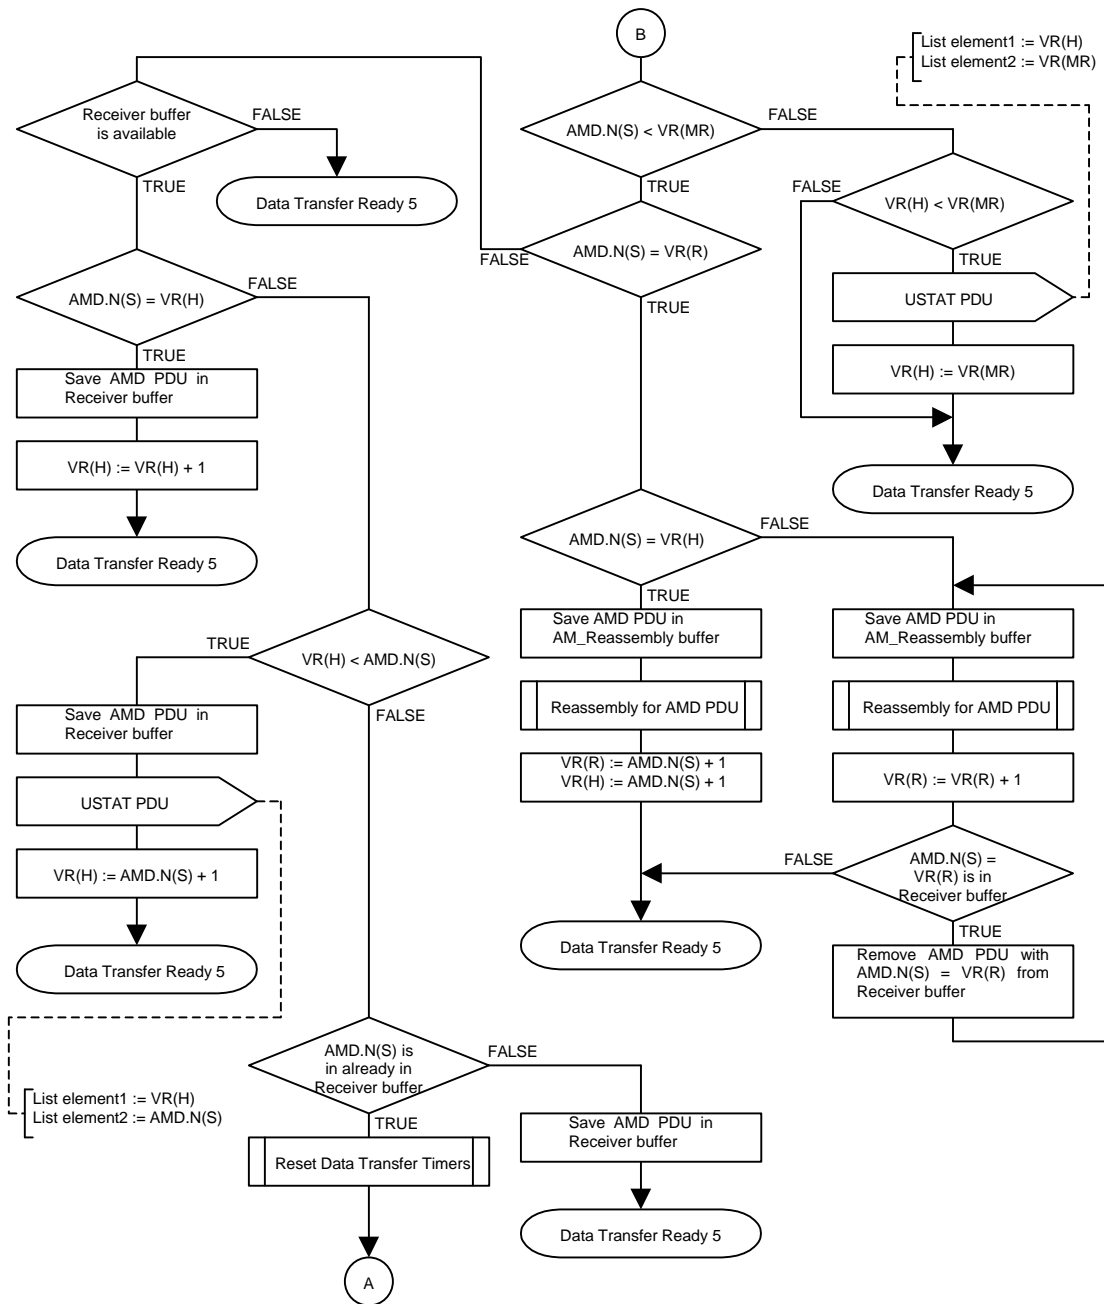 B
List element1 := VR(H)
List element2 := VR(MR)
Receiver buffer
is available
FALSE
TRUE
Data Transfer Ready 5
AMD.N(S) < VR(MR)
FALSE
TRUE
VR(H) < VR(MR)
FALSE
TRUE
AMD.N(S) = VR(R)
FALSE
TRUE
USTAT PDU
VR(H) := VR(MR)
Data Transfer Ready 5
AMD.N(S) = VR(H)
FALSE
TRUE
Save AMD PDU in
Receiver buffer
VR(H) := VR(H) + 1
Data Transfer Ready 5
AMD.N(S) = VR(H)
FALSE
TRUE
Save AMD PDU in
AM_Reassembly buffer
Reassembly for AMD PDU
VR(R) := AMD.N(S) + 1
VR(H) := AMD.N(S) + 1
Data Transfer Ready 5
Save AMD PDU in
AM_Reassembly buffer
Reassembly for AMD PDU
VR(R) := VR(R) + 1
AMD.N(S) =
VR(R) is in
Receiver buffer
FALSE
TRUE
Remove AMD PDU with
AMD.N(S) = VR(R) from
Receiver buffer
VR(H) < AMD.N(S)
TRUE
FALSE
Save AMD PDU in
Receiver buffer
USTAT PDU
VR(H) := AMD.N(S) + 1
Data Transfer Ready 5
List element1 := VR(H)
List element2 := AMD.N(S)
AMD.N(S) is
in already in
Receiver buffer
FALSE
TRUE
Save AMD PDU in
Receiver buffer
Data Transfer Ready 5
Reset Data Transfer Timers
A